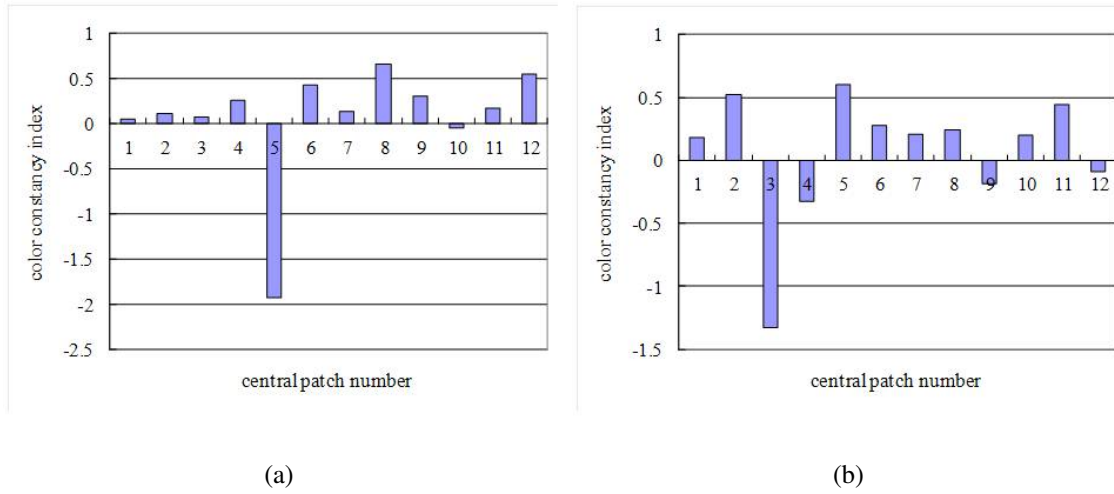 1
0.5
0
-0.5
-1
-1.5
-2
-2.5
color constancy index
1 2 3 4 5 6 7 8 9 10 11 12
central patch number
(a)
1
0.5
0
-0.5
-1
-1.5
color constancy index
1 2 3 4 5 6 7 8 9 10 11 12
central patch number
(b)